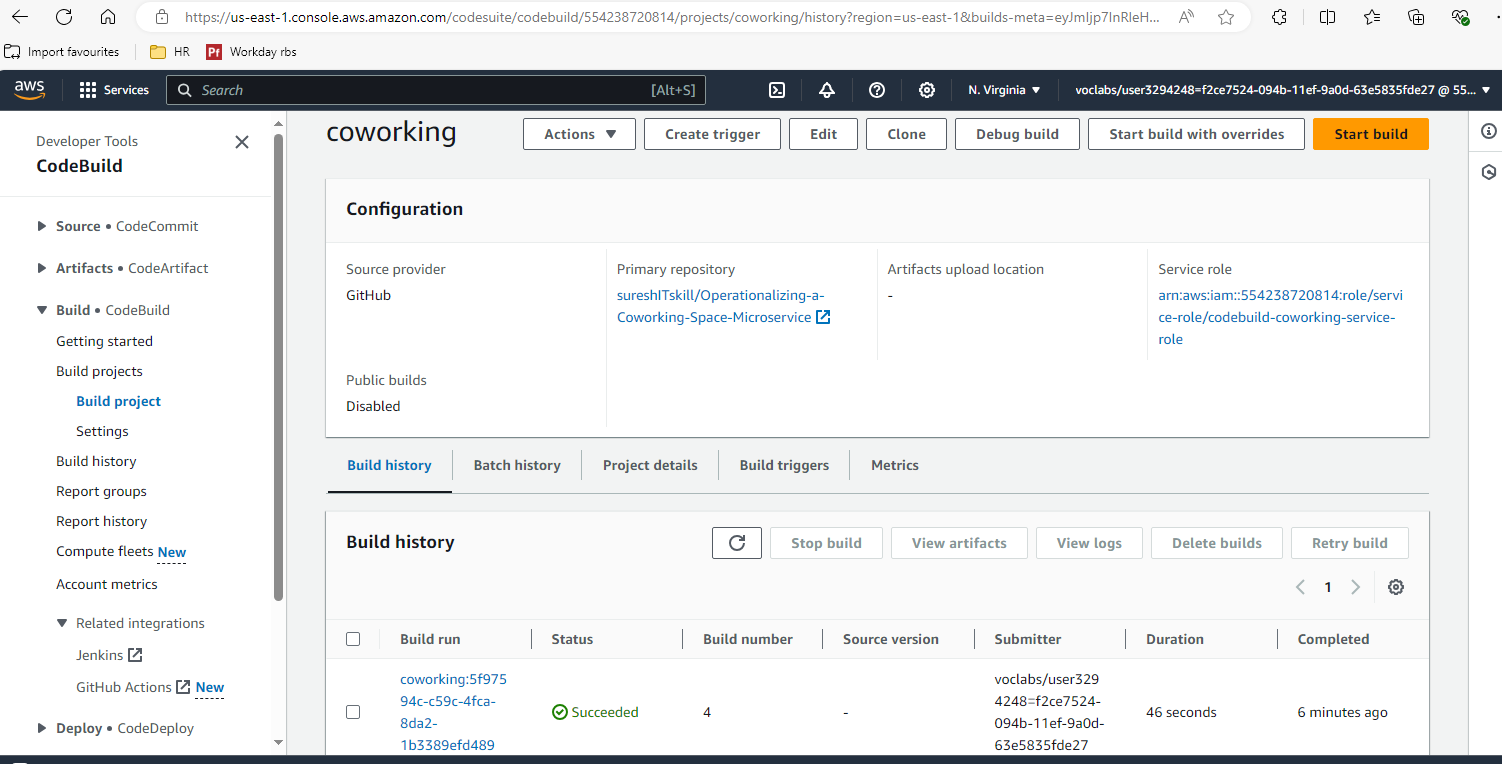 https://us-east-1.console.aws.amazon.com/codesuite/codebuild/554238720814/projects/coworking/history?region=us-east-1&builds-meta=eyJmIjp7InRleH...
Import favourites
HR
Workday rbs
aws
Services
Search
[Alt+S]
N. Virginia
voclabs/user3294248=f2ce7524-094b-11ef-9a0d-63e5835fde27 @ 55...
Developer Tools
CodeBuild
Source • CodeCommit
Artifacts • CodeArtifact
Build • CodeBuild
Getting started
Build projects
Build project
Settings
Build history
Report groups
Report history
Compute fleets New
Account metrics
Related integrations
Jenkins
GitHub Actions New
Deploy • CodeDeploy
coworking
Actions
Create trigger
Edit
Clone
Debug build
Start build with overrides
Start build
Configuration
Source provider
GitHub
Primary repository
sureshITskill/Operationalizing-a-
Coworking-Space-Microservice
Artifacts upload location
-
Service role
arn:aws:iam::554238720814:role/servi
ce-role/codebuild-coworking-service-
role
Public builds
Disabled
Build history
Batch history
Project details
Build triggers
Metrics
Build history
Stop build
View artifacts
View logs
Delete builds
Retry build
1
Build run
Status
Build number
Source version
Submitter
Duration
Completed
coworking:5f975
94c-c59c-4fca-
8da2-
1b3389efd489
Succeeded
4
-
voclabs/user329
4248=f2ce7524-
094b-11ef-9a0d-
63e5835fde27
46 seconds
6 minutes ago